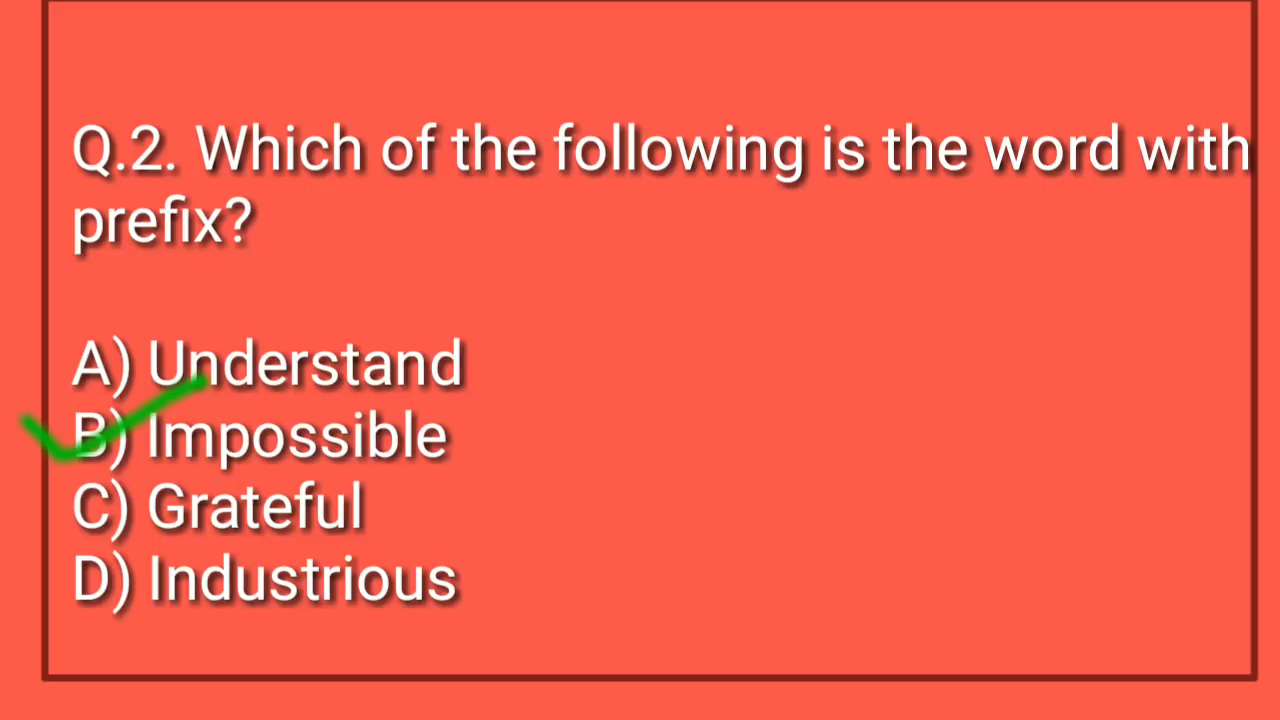 Q.2. Which of the following is the word with
prefix?
A) Understand
B) Impossible
C) Grateful
D) Industrious